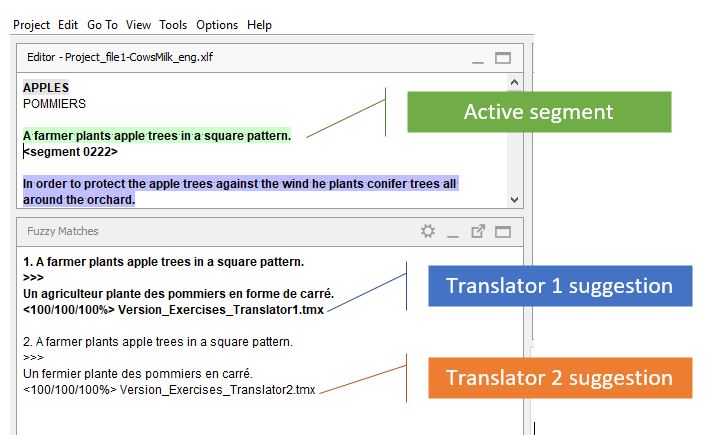 Project Edit Go To View Tools Options Help
Editor - Project_file1-CowsMilk_eng.xlf
APPLES
POMMIERS
A farmer plants apple trees in a square pattern.
<segment 0222>
In order to protect the apple trees against the wind he plants conifer trees all
around the orchard.
Active segment
Fuzzy Matches
1. A farmer plants apple trees in a square pattern.
>>>
Un agriculteur plante des pommiers en forme de carré.
<100/100/100%> Version_Exercises_Translator1.tmx
Translator 1 suggestion
2. A farmer plants apple trees in a square pattern.
>>>
Un fermier plante des pommiers en carré.
<100/100/100%> Version_Exercises_Translator2.tmx
Translator 2 suggestion